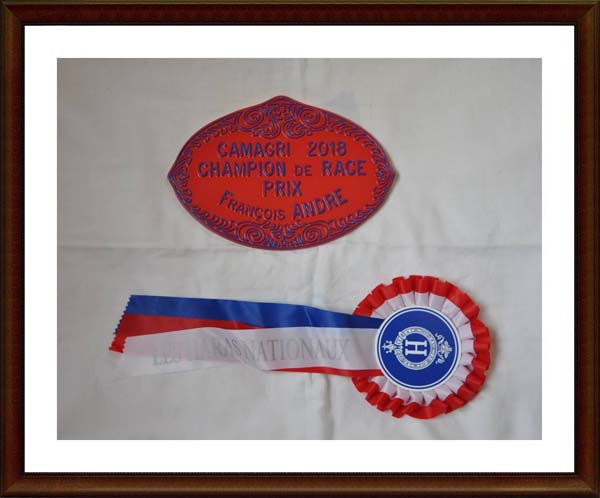 CAMAGRI 2018
CHAMPION DE RACE
PRIX
FRANÇOIS ANDRE
LES HARAS NATIONAUX
H